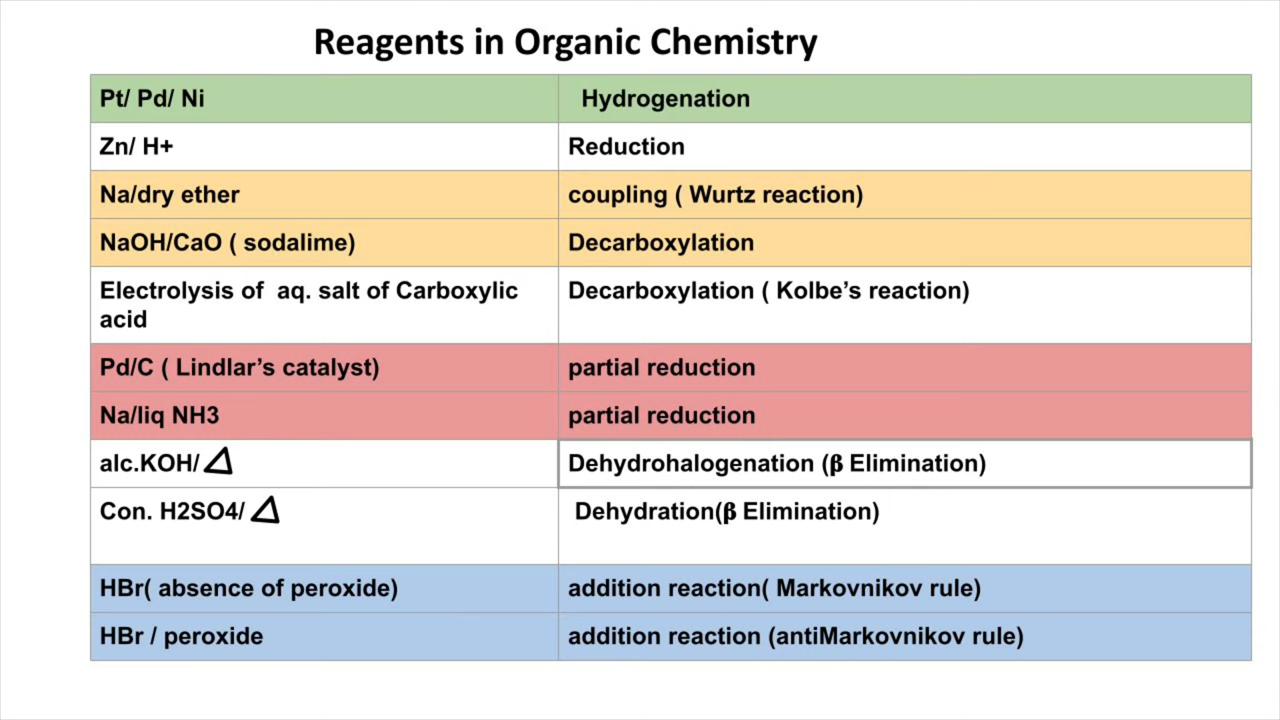 Reagents in Organic Chemistry
Pt/ Pd/ Ni
Hydrogenation
Zn/ H+
Reduction
Na/dry ether
coupling ( Wurtz reaction)
NaOH/CaO ( sodalime)
Decarboxylation
Electrolysis of  aq. salt of Carboxylic
acid
Decarboxylation ( Kolbe’s reaction)
Pd/C ( Lindlar’s catalyst)
partial reduction
Na/liq NH3
partial reduction
alc.KOH/ △
Dehydrohalogenation (β Elimination)
Con. H2SO4/ △
Dehydration(β Elimination)
HBr( absence of peroxide)
addition reaction( Markovnikov rule)
HBr / peroxide
addition reaction (antiMarkovnikov rule)